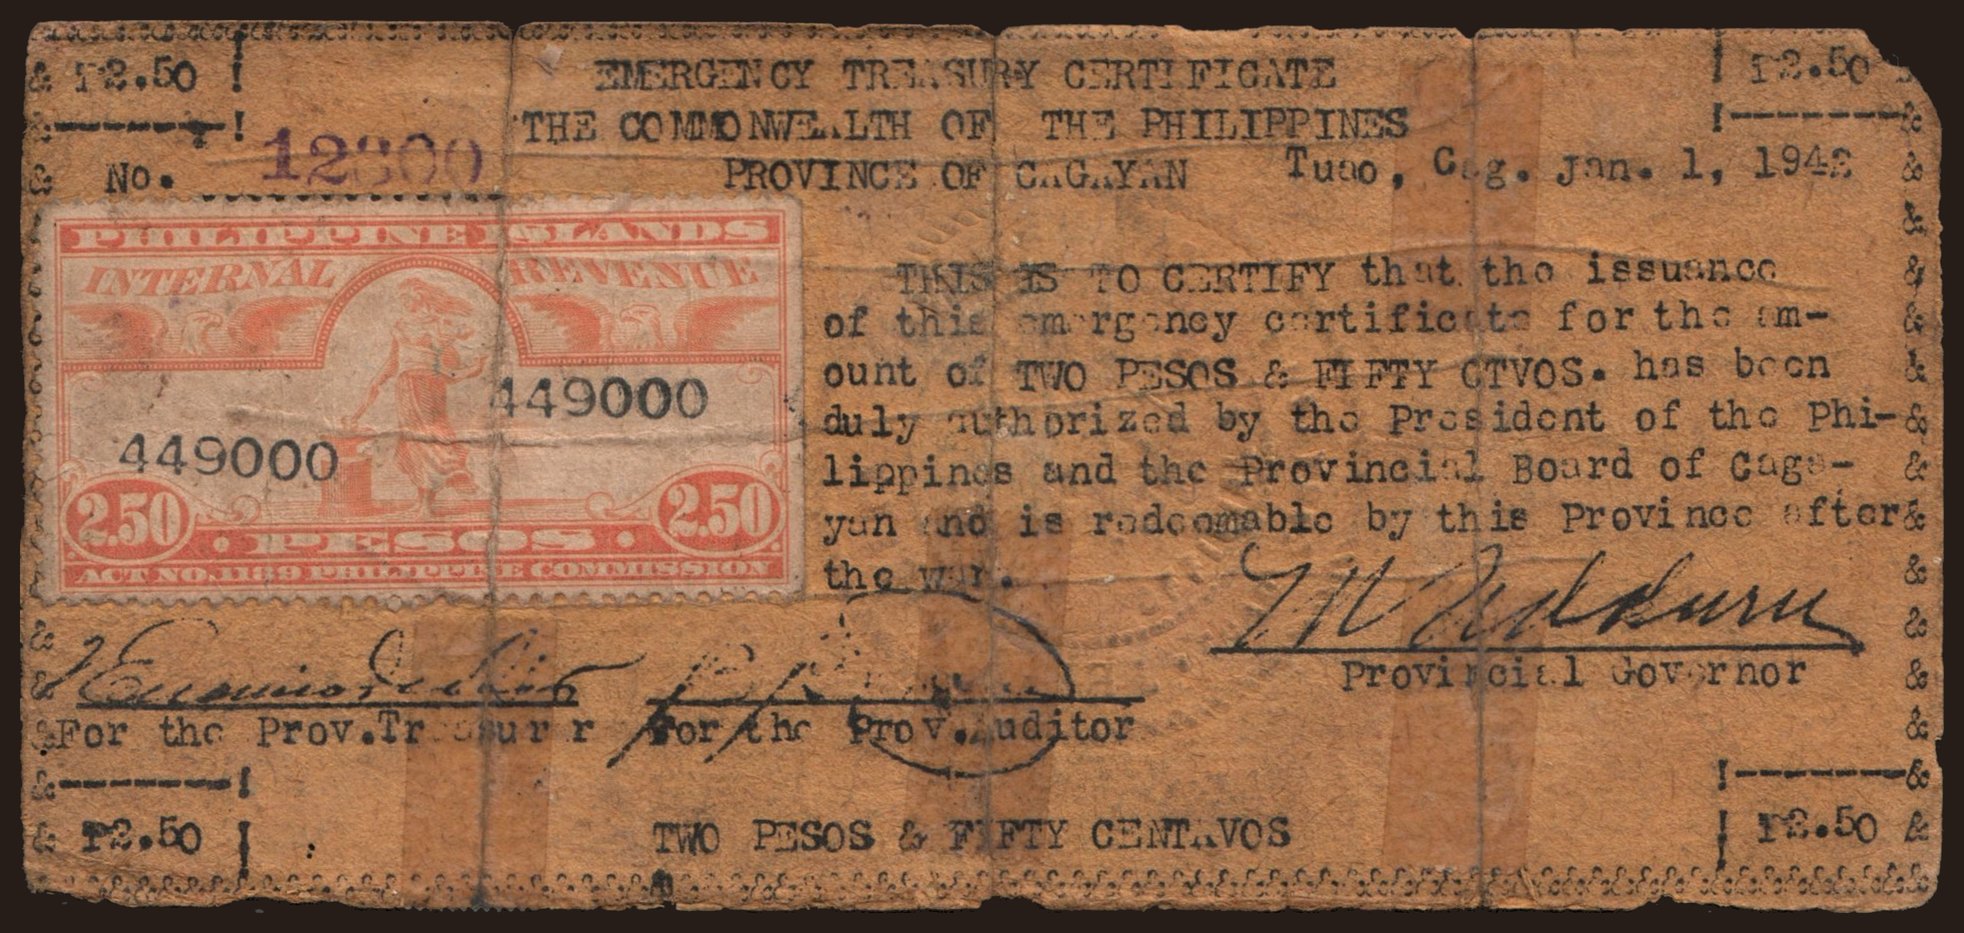 ₱2.50 ! EMERGENCY TREASURY CERTIFICATE ! ₱2.50
THE COMMONWEALTH OF THE PHILIPPINES
No. 12300 PROVINCE OF CAGAYAN Tuao, Cag. Jan. 1, 1942
PHILIPPINE ISLANDS
INTERNAL REVENUE
449000
449000
2.50 PESOS 2.50
ACT NO.1189 PHILIPPINE COMMISSION
THIS IS TO CERTIFY that the issuance
of this emergency certificate for the am-
ount of TWO PESOS & FIFTY CTVOS. has been
duly authorized by the President of the Phi-
lippines and the Provincial Board of Caga-
yan and is redeemable by this Province after
the war.
Provincial Governor
For the Prov.Treasurer For the Prov.Auditor
₱2.50 ! TWO PESOS & FIFTY CENTAVOS ! ₱2.50